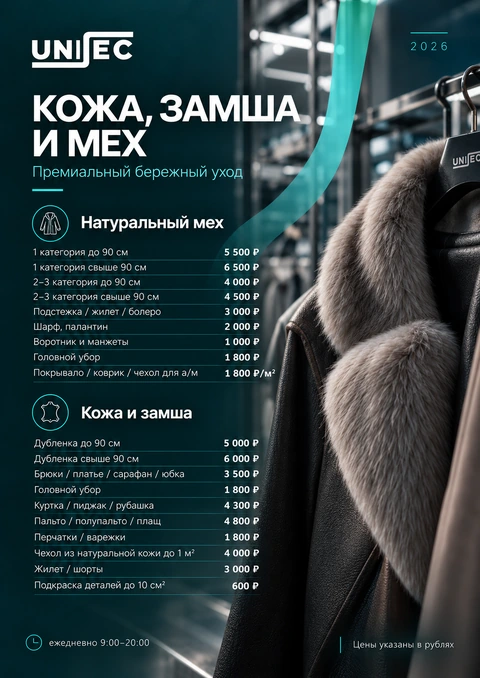 UNISEC
2026
КОЖА, ЗАМША
И МЕХ
Премиальный бережный уход
Натуральный мех
1 категория до 90 см 5 500 ₽
1 категория свыше 90 см 6 500 ₽
2–3 категория до 90 см 4 000 ₽
2–3 категория свыше 90 см 4 500 ₽
Подстежка / жилет / болеро 3 000 ₽
Шарф, палантин 2 000 ₽
Воротник и манжеты 1 000 ₽
Головной убор 1 800 ₽
Покрывало / коврик / чехол для а/м 1 800 ₽/м²
Кожа и замша
Дубленка до 90 см 5 000 ₽
Дубленка свыше 90 см 6 000 ₽
Брюки / платье / сарафан / юбка 3 500 ₽
Головной убор 1 800 ₽
Куртка / пиджак / рубашка 4 300 ₽
Пальто / полупальто / плащ 4 800 ₽
Перчатки / варежки 1 800 ₽
Чехол из натуральной кожи до 1 м² 4 000 ₽
Жилет / шорты 3 000 ₽
Подкраска деталей до 10 см² 600 ₽
UNISEC
ежедневно 9:00–20:00
Цены указаны в рублях